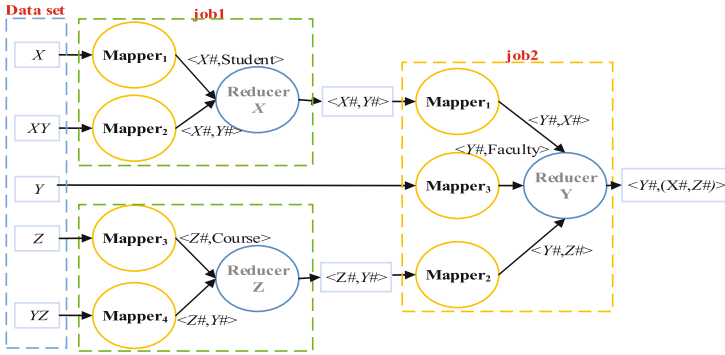 Data set
job1
X
Mapper1
<X#,Student>
Reducer
X
<X#,Y#>
XY
Mapper2
<X#,Y#>
job2
Mapper1
<Y#,X#>
Y
<Y#,Faculty>
Mapper3
Reducer
Y
<Y#,(X#,Z#)>
Z
Mapper3
<Z#,Course>
Reducer
Z
<Z#,Y#>
Mapper2
<Y#,Z#>
YZ
Mapper4
<Z#,Y#>